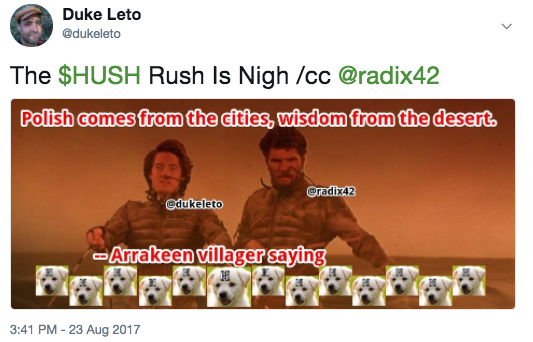 Duke Leto
@dukeleto
The $HUSH Rush Is Nigh /cc @radix42
Polish comes from the cities, wisdom from the desert.
@radix42
@dukeleto
-- Arrakeen villager saying
3:41 PM - 23 Aug 2017